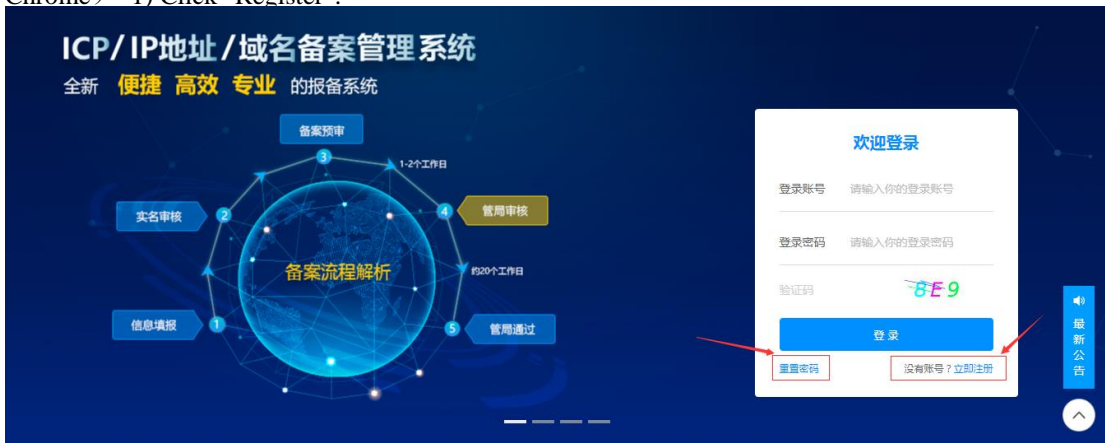 ICP/IP地址/域名备案管理系统
全新 便捷 高效 专业 的报备系统
备案预审
3
1-2个工作日
实名审核
2
4
管局审核
备案流程解析
约20个工作日
信息填报
1
5
管局通过
欢迎登录
登录账号 请输入你的登录账号
登录密码 请输入你的登录密码
验证码 8E9
登录
重置密码 没有账号？立即注册
最新公告